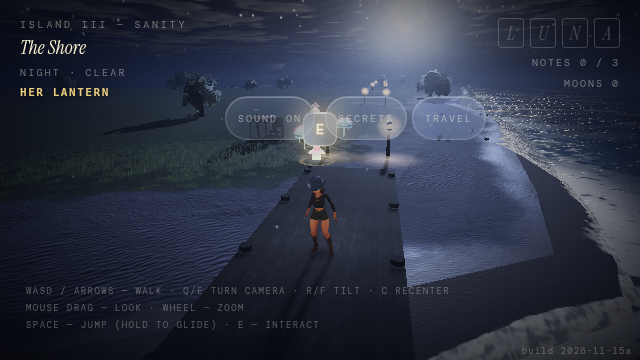 ISLAND III — SANITY
The Shore
NIGHT · CLEAR
HER LANTERN
L U N A
NOTES 0 / 3
MOONS 0
SOUND ON
E
SECRETS
TRAVEL
WASD / ARROWS — WALK · Q/E TURN CAMERA · R/F TILT · C RECENTER
MOUSE DRAG — LOOK · WHEEL — ZOOM
SPACE — JUMP (HOLD TO GLIDE) · E — INTERACT
build 2026-11-15a